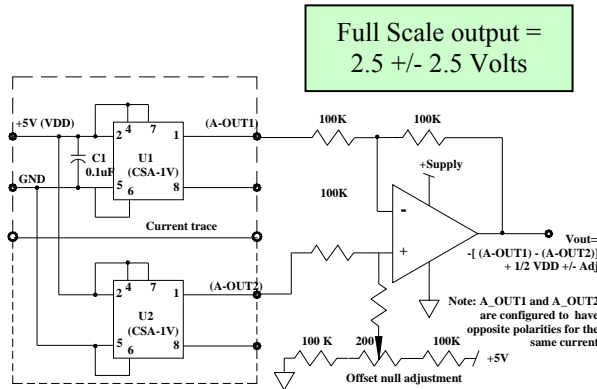 Full Scale output =
2.5 +/- 2.5 Volts
+5V (VDD)
(A-OUT1)
100K
100K
2
4
7
1
C1
0.1uF
U1
(CSA-1V)
+Supply
GND
5
6
8
100K
-
+
Current trace
Vout=
-[ (A-OUT1) - (A-OUT2)]
+ 1/2 VDD +/- Adj
2
4
7
1
(A-OUT2)
U2
(CSA-1V)
5
6
8
Note: A_OUT1 and A_OUT2
are configured to have
opposite polarities for the
same current
100 K
200
100K
+5V
Offset null adjustment